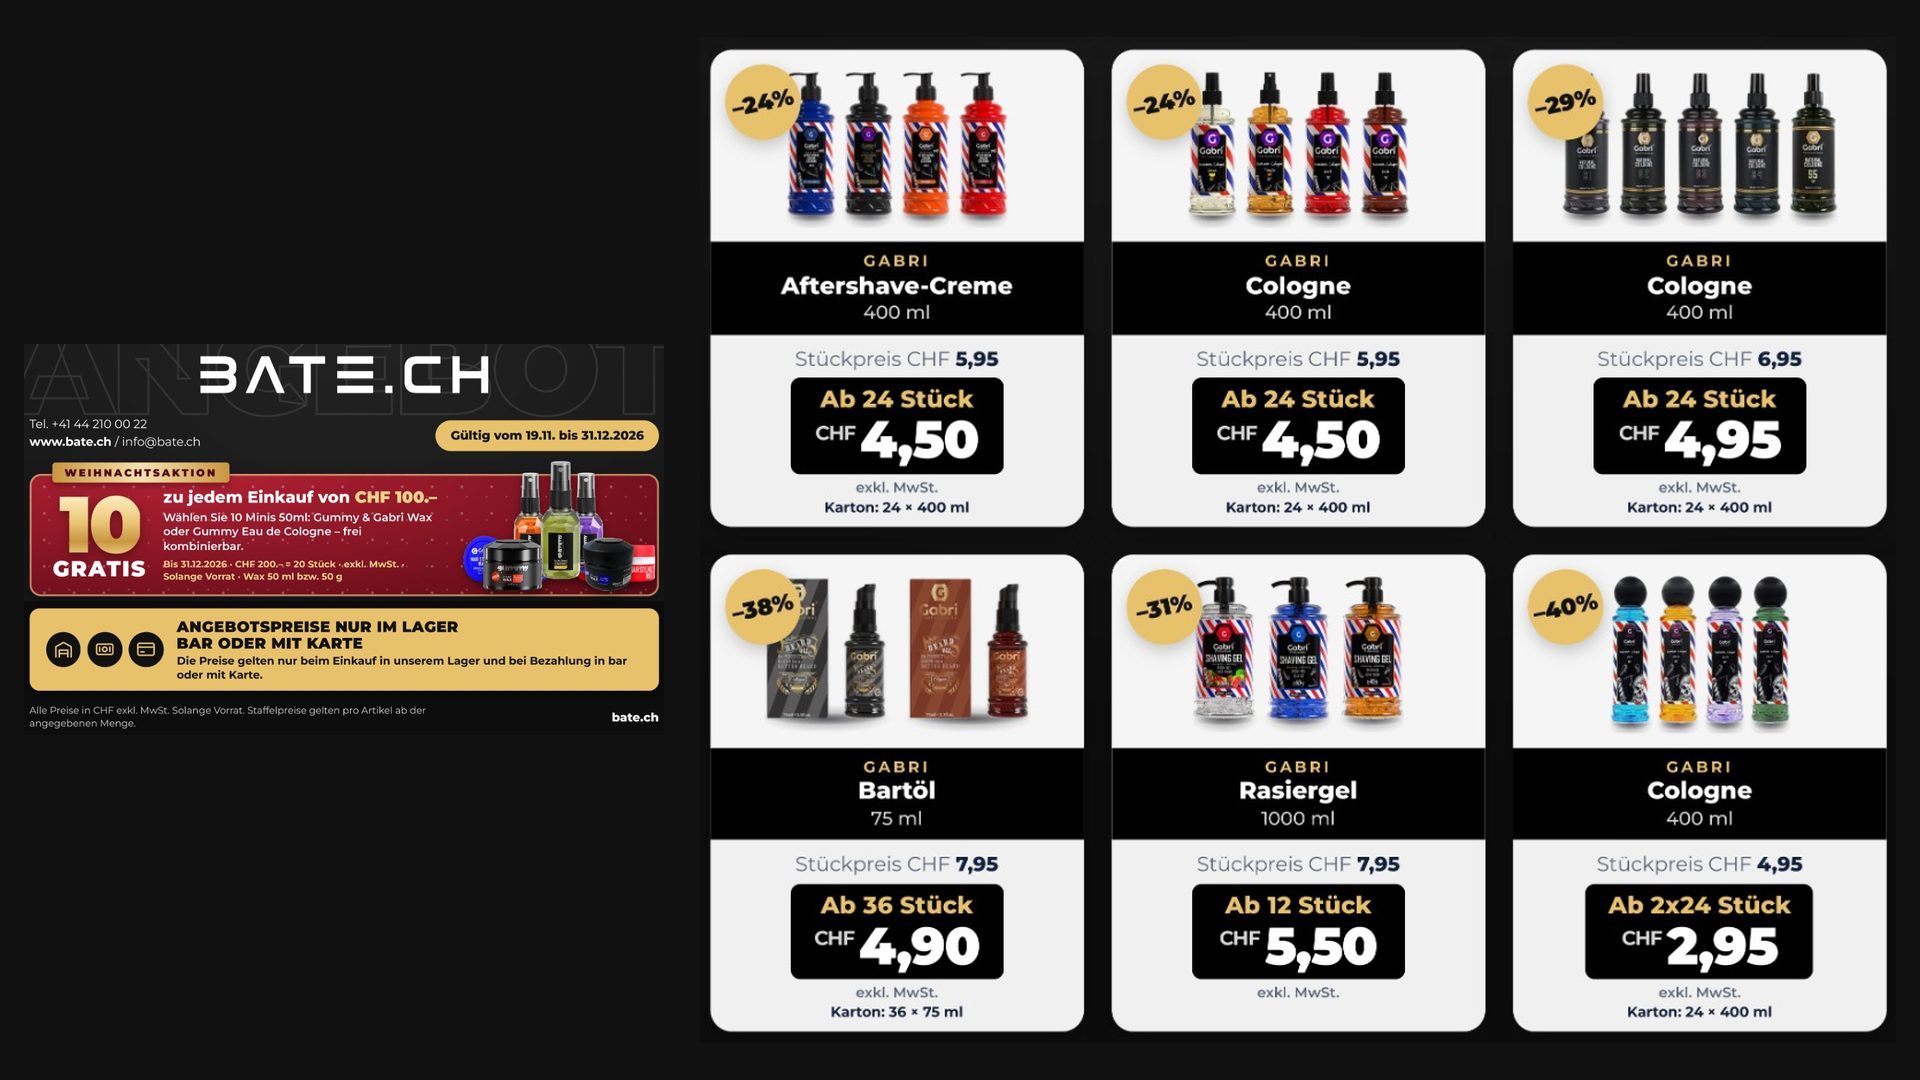 ANGEBOT
BATE.CH
Tel. +41 44 210 00 22
www.bate.ch / info@bate.ch
Gültig vom 19.11. bis 31.12.2026
WEIHNACHTSAKTION
10
GRATIS
zu jedem Einkauf von CHF 100.–
Wählen Sie 10 Minis 50ml: Gummy & Gabri Wax
oder Gummy Eau de Cologne – frei
kombinierbar.
Bis 31.12.2026 · CHF 200.– = 20 Stück · exkl. MwSt. ·
Solange Vorrat · Wax 50 ml bzw. 50 g
ANGEBOTSPREISE NUR IM LAGER
BAR ODER MIT KARTE
Die Preise gelten nur beim Einkauf in unserem Lager und bei Bezahlung in bar
oder mit Karte.
Alle Preise in CHF exkl. MwSt. Solange Vorrat. Staffelpreise gelten pro Artikel ab der
angegebenen Menge.
bate.ch
–24%
Gabri
GABRI
Aftershave-Creme
400 ml
Stückpreis CHF 5,95
Ab 24 Stück
CHF 4,50
exkl. MwSt.
Karton: 24 × 400 ml
–24%
Gabri
GABRI
Cologne
400 ml
Stückpreis CHF 5,95
Ab 24 Stück
CHF 4,50
exkl. MwSt.
Karton: 24 × 400 ml
–29%
Gabri
NATURAL
COLOGNE
55
GABRI
Cologne
400 ml
Stückpreis CHF 6,95
Ab 24 Stück
CHF 4,95
exkl. MwSt.
Karton: 24 × 400 ml
–38%
Gabri
BEARD
GABRI
Bartöl
75 ml
Stückpreis CHF 7,95
Ab 36 Stück
CHF 4,90
exkl. MwSt.
Karton: 36 × 75 ml
–31%
Gabri
SHAVING GEL
GABRI
Rasiergel
1000 ml
Stückpreis CHF 7,95
Ab 12 Stück
CHF 5,50
exkl. MwSt.
–40%
GABRI
Cologne
400 ml
Stückpreis CHF 4,95
Ab 2x24 Stück
CHF 2,95
exkl. MwSt.
Karton: 24 × 400 ml